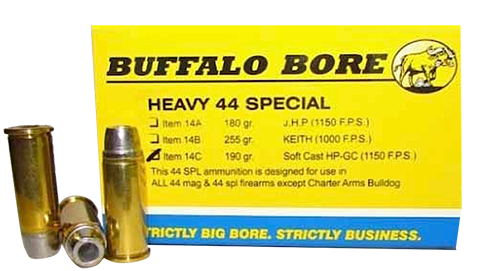 BUFFALO BORE
HEAVY 44 SPECIAL
Item 14A 180 gr. J.H.P (1150 F.P.S.)
Item 14B 255 gr. KEITH (1000 F.P.S.)
Item 14C 190 gr. Soft Cast HP-GC (1150 F.P.S.)
This 44 SPL ammunition is designed for use in
ALL 44 mag & 44 spl firearms except Charter Arms Bulldog
TRICTLY BIG BORE. STRICTLY BUSINESS.